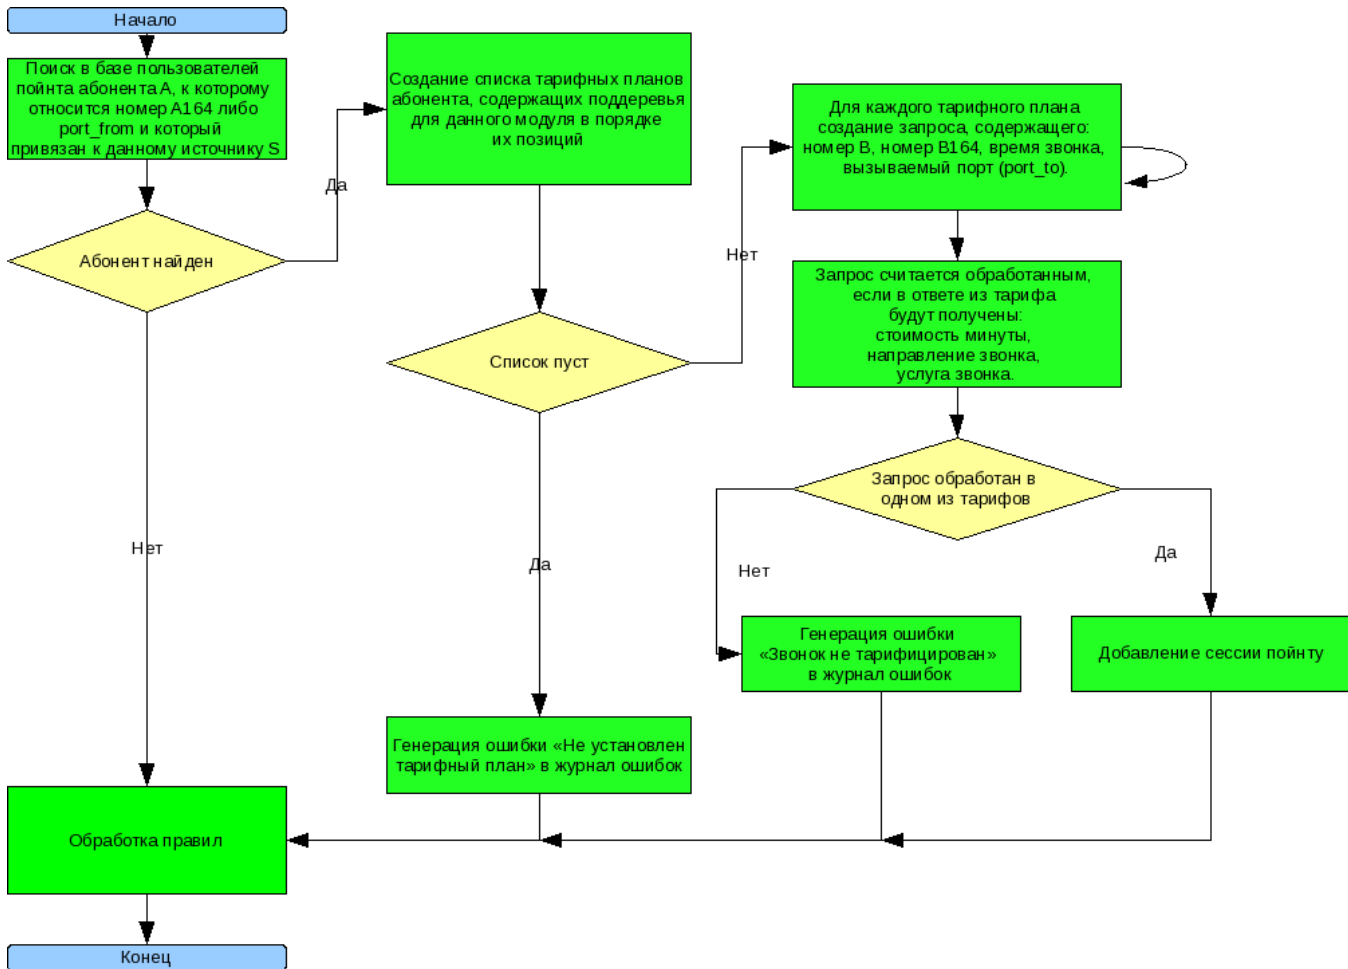 Начало
Поиск в базе пользователей
пойнта абонента А, к которому
относится номер А164 либо
port_from и который
привязан к данному источнику S
Абонент найден
Да
Нет
Создание списка тарифных планов
абонента, содержащих поддеревья
для данного модуля в порядке
их позиций
Список пуст
Нет
Да
Для каждого тарифного плана
создание запроса, содержащего:
номер В, номер В164, время звонка,
вызываемый порт (port_to).
Запрос считается обработанным,
если в ответе из тарифа
будут получены:
стоимость минуты,
направление звонка,
услуга звонка.
Запрос обработан в
одном из тарифов
Нет
Да
Генерация ошибки
«Звонок не тарифицирован»
в журнал ошибок
Добавление сессии пойнту
Генерация ошибки «Не установлен
тарифный план» в журнал ошибок
Обработка правил
Конец